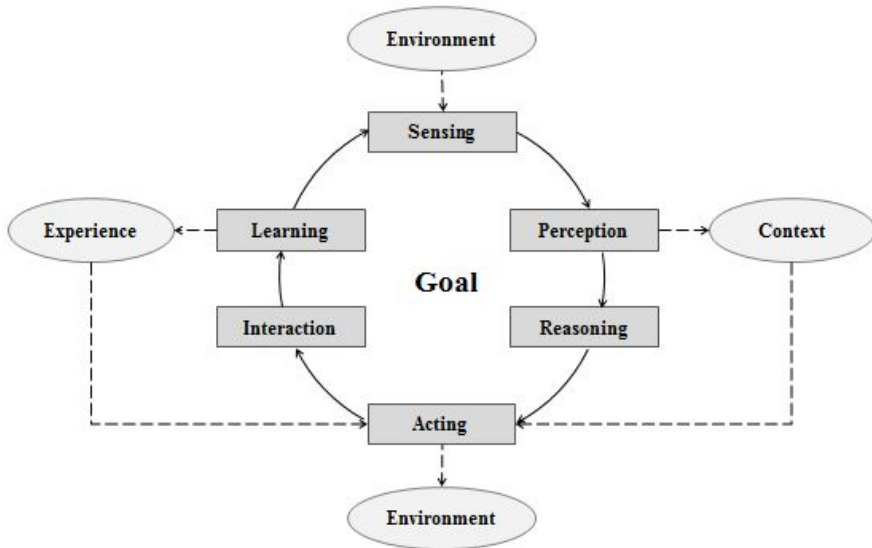 Environment
Sensing
Experience
Learning
Perception
Context
Goal
Interaction
Reasoning
Acting
Environment